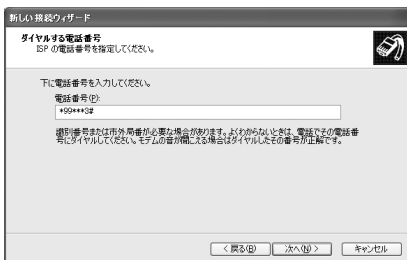 新しい接続ウィザード
ダイヤルする電話番号
ISP の電話番号を指定してください。
下に電話番号を入力してください。
電話番号(P):
*99***3#
識別番号または市外局番が必要な場合があります。よくわからないときは、電話でその電話番
号にダイヤルしてください。モデムの音が聞こえる場合はダイヤルしたその番号が正解です。
< 戻る(B)
次へ(N) >
キャンセル